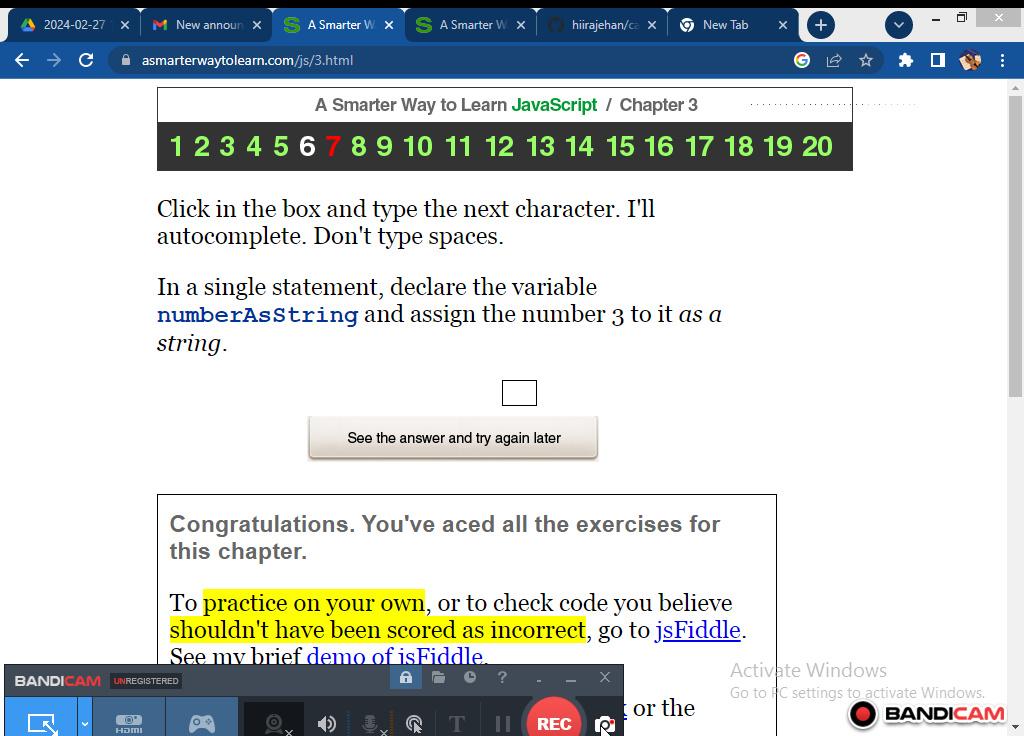 2024-02-27
New announ
A Smarter W
A Smarter W
hiirajehan/ca
New Tab
asmarterwaytolearn.com/js/3.html
A Smarter Way to Learn JavaScript / Chapter 3
1 2 3 4 5 6 7 8 9 10 11 12 13 14 15 16 17 18 19 20
Click in the box and type the next character. I'll
autocomplete. Don't type spaces.
In a single statement, declare the variable
numberAsString and assign the number 3 to it as a
string.
See the answer and try again later
Congratulations. You've aced all the exercises for
this chapter.
To practice on your own, or to check code you believe
shouldn't have been scored as incorrect, go to jsFiddle.
See my brief demo of jsFiddle.
Activate Windows
Go to PC settings to activate Windows.
BANDICAM UNREGISTERED
or the
BANDICAM
HDMI
T
REC